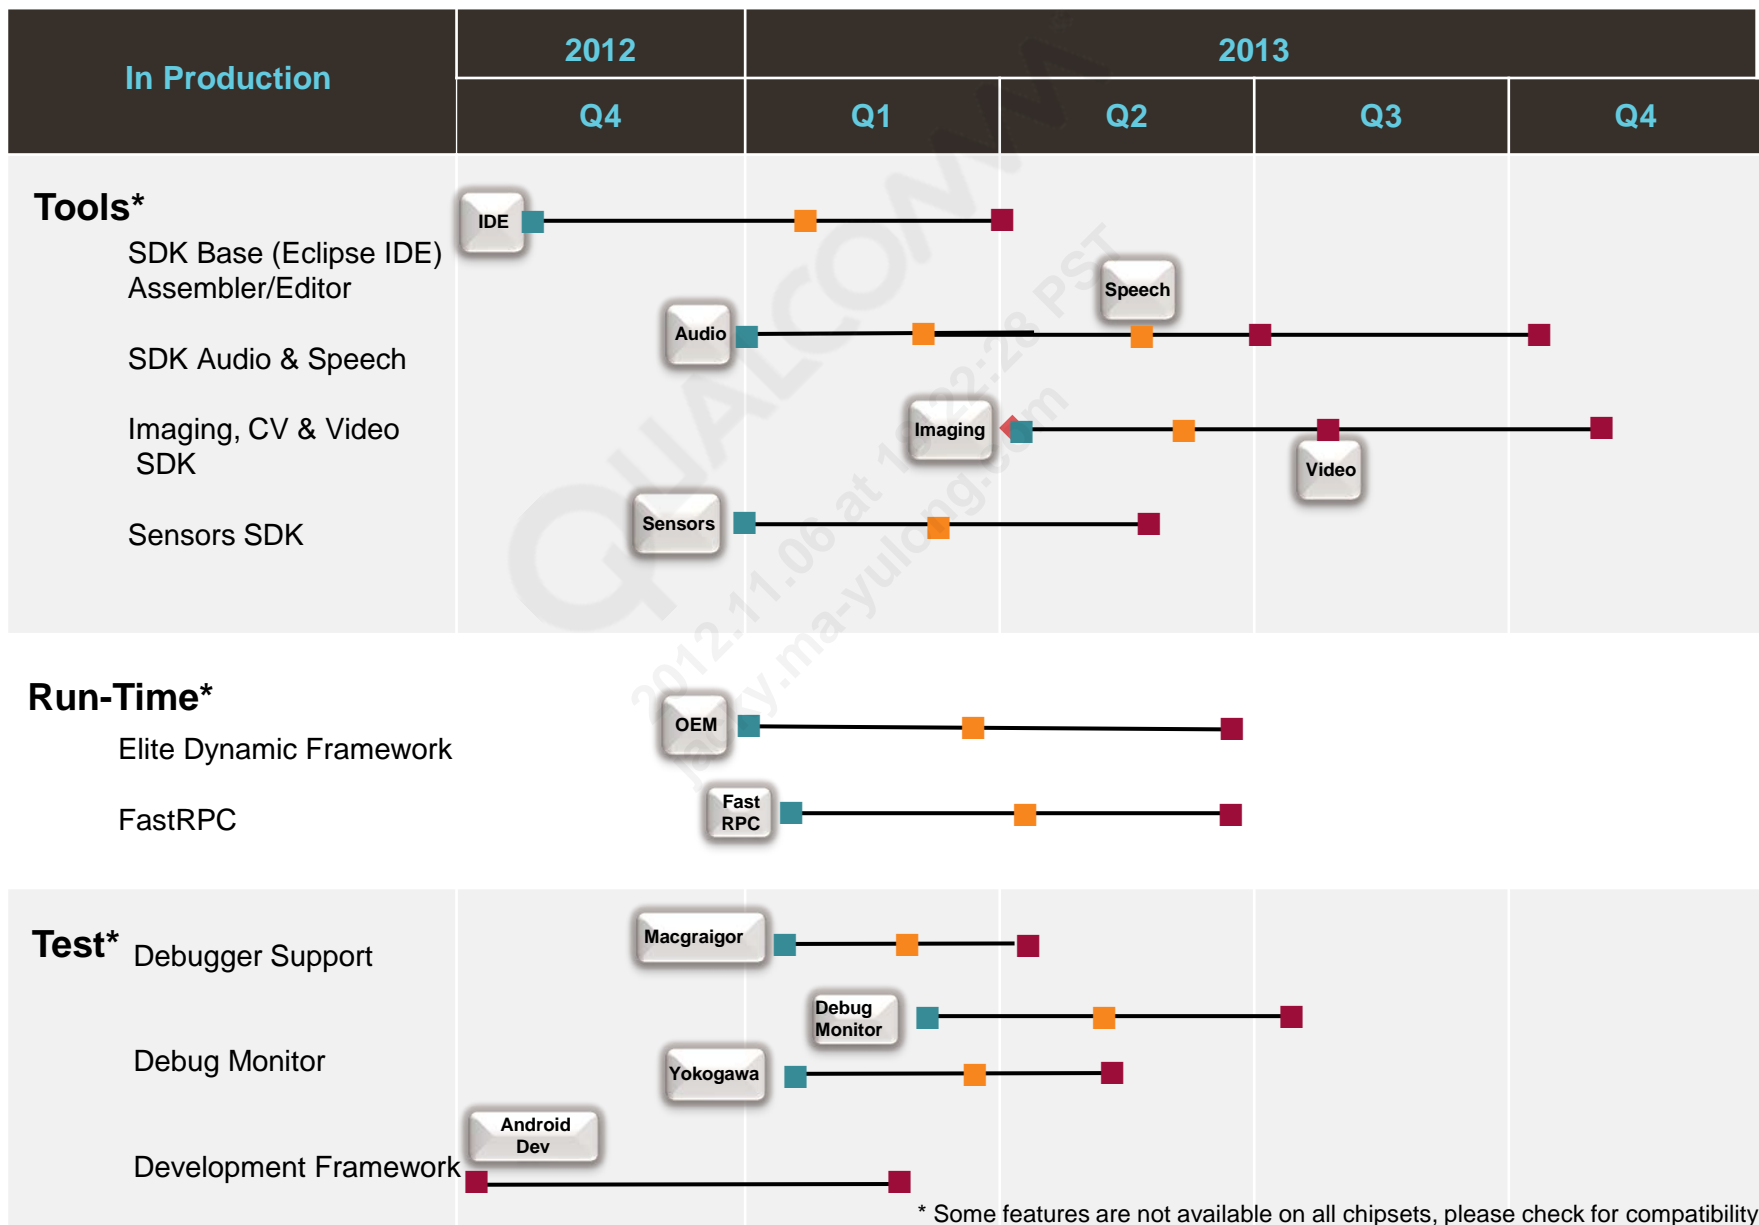 In Production
2012
2013
Q4
Q1
Q2
Q3
Q4
Tools*
IDE
SDK Base (Eclipse IDE)
Assembler/Editor
Speech
Audio
SDK Audio & Speech
Imaging, CV & Video
SDK
Imaging
Video
Sensors
Sensors SDK
Run-Time*
OEM
Elite Dynamic Framework
Fast
RPC
FastRPC
Test*
Debugger Support
Macgraigor
Debug
Monitor
Debug Monitor
Yokogawa
Android
Dev
Development Framework
* Some features are not available on all chipsets, please check for compatibility
QUALCOMM